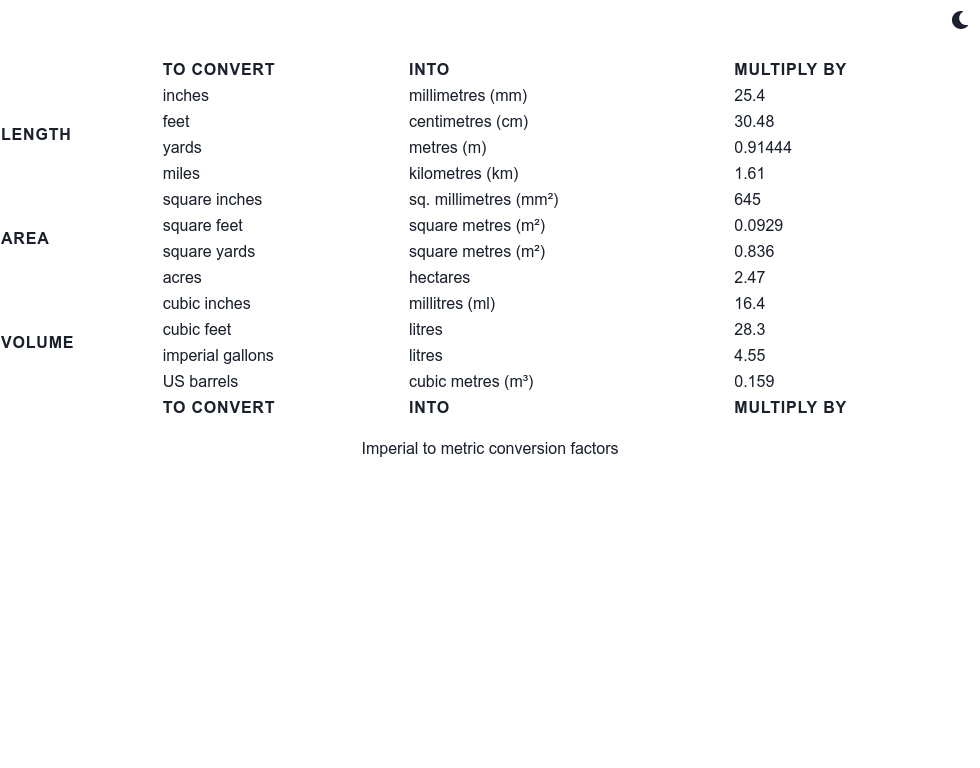 TO CONVERT INTO MULTIPLY BY
LENGTH
inches millimetres (mm) 25.4
feet centimetres (cm) 30.48
yards metres (m) 0.91444
miles kilometres (km) 1.61
AREA
square inches sq. millimetres (mm²) 645
square feet square metres (m²) 0.0929
square yards square metres (m²) 0.836
acres hectares 2.47
VOLUME
cubic inches millitres (ml) 16.4
cubic feet litres 28.3
imperial gallons litres 4.55
US barrels cubic metres (m³) 0.159
TO CONVERT INTO MULTIPLY BY
Imperial to metric conversion factors